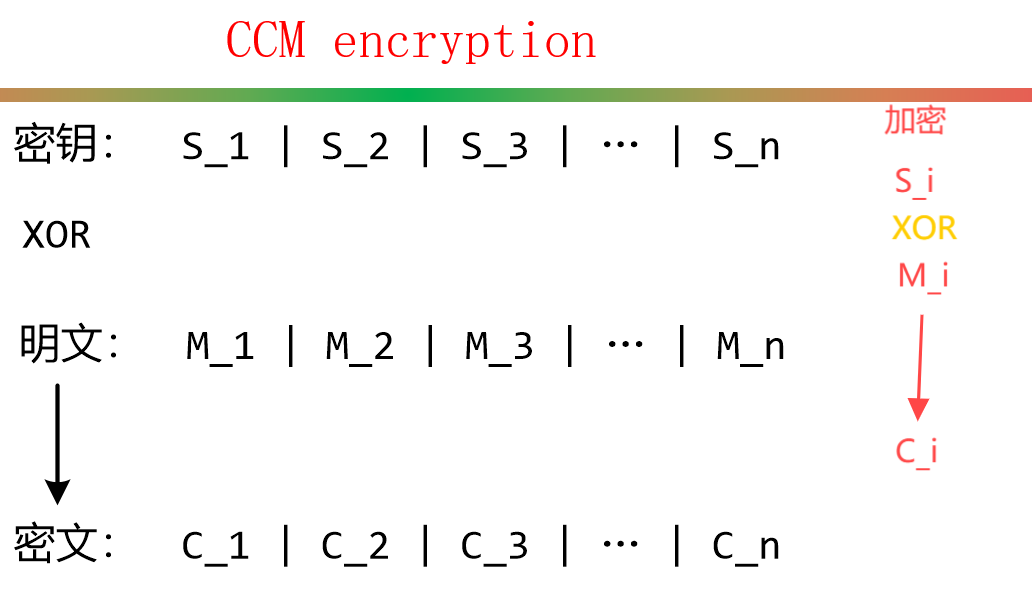 CCM encryption
密钥: S_1 | S_2 | S_3 | … | S_n
XOR
明文: M_1 | M_2 | M_3 | … | M_n
密文: C_1 | C_2 | C_3 | … | C_n
加密
S_i
XOR
M_i
C_i